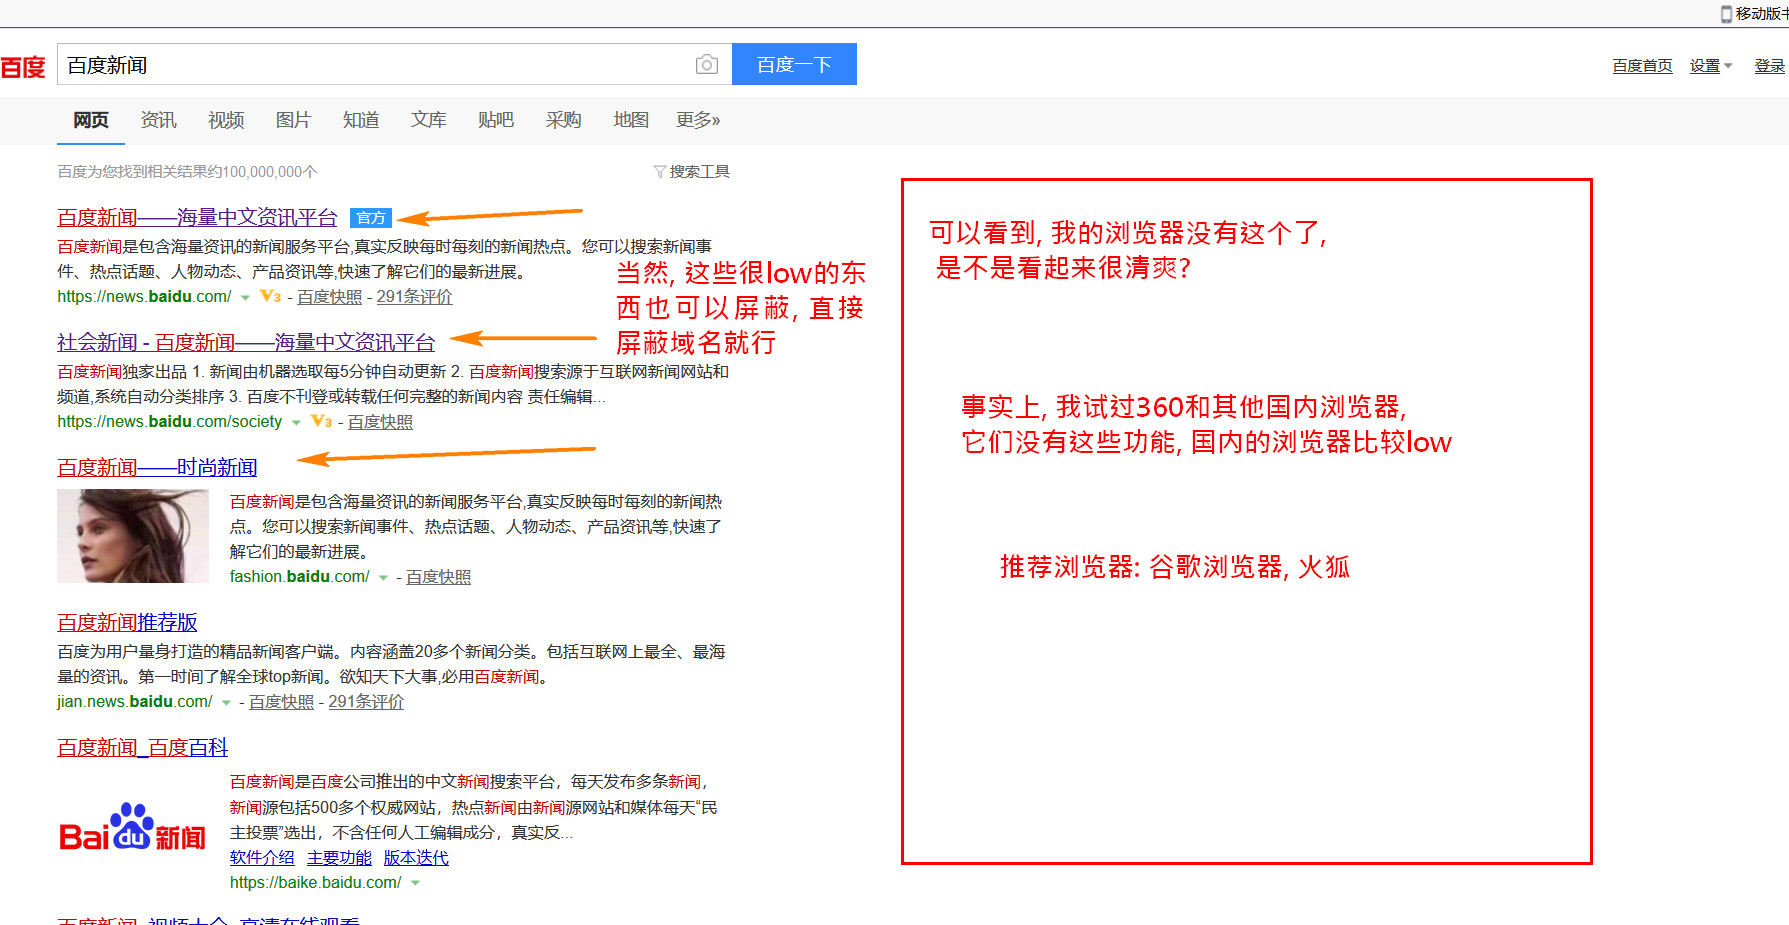 移动版
百度
百度新闻
百度一下
百度首页 设置 登录
网页 资讯 视频 图片 知道 文库 贴吧 采购 地图 更多»
百度为您找到相关结果约100,000,000个
搜索工具
百度新闻——海量中文资讯平台 官方
百度新闻是包含海量资讯的新闻服务平台,真实反映每时每刻的新闻热点。您可以搜索新闻事
件、热点话题、人物动态、产品资讯等,快速了解它们的最新进展。
https://news.baidu.com/ V3 - 百度快照 - 291条评价
社会新闻 - 百度新闻——海量中文资讯平台
百度新闻独家出品 1. 新闻由机器选取每5分钟自动更新 2. 百度新闻搜索源于互联网新闻网站和
频道,系统自动分类排序 3. 百度不刊登或转载任何完整的新闻内容 责任编辑...
https://news.baidu.com/society V3 - 百度快照
百度新闻——时尚新闻
百度新闻是包含海量资讯的新闻服务平台,真实反映每时每刻的新闻热
点。您可以搜索新闻事件、热点话题、人物动态、产品资讯等,快速了
解它们的最新进展。
fashion.baidu.com/ - 百度快照
百度新闻推荐版
百度为用户量身打造的精品新闻客户端。内容涵盖20多个新闻分类。包括互联网上最全、最海
量的资讯。第一时间了解全球top新闻。欲知天下大事,必用百度新闻。
jian.news.baidu.com/ - 百度快照 - 291条评价
百度新闻_百度百科
Bai du 新闻
百度新闻是百度公司推出的中文新闻搜索平台，每天发布多条新闻，
新闻源包括500多个权威网站，热点新闻由新闻源网站和媒体每天“民
主投票”选出，不含任何人工编辑成分，真实反...
软件介绍 主要功能 版本迭代
https://baike.baidu.com/
百度新闻 视频大全 高清在线观看
当然, 这些很low的东
西也可以屏蔽, 直接
屏蔽域名就行
可以看到, 我的浏览器没有这个了,
是不是看起来很清爽?
事实上, 我试过360和其他国内浏览器,
它们没有这些功能, 国内的浏览器比较low
推荐浏览器: 谷歌浏览器, 火狐